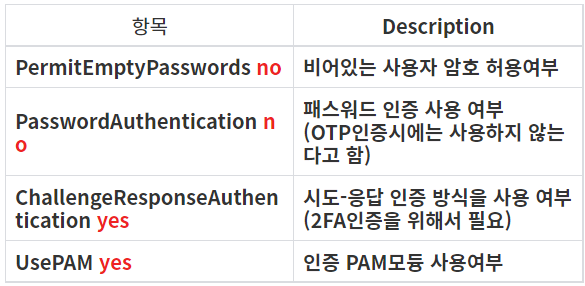 항목
Description
PermitEmptyPasswords no
비어있는 사용자 암호 허용여부
PasswordAuthentication n
o
패스워드 인증 사용 여부
(OTP인증시에는 사용하지 않는
다고 함)
ChallengeResponseAuthen
tication yes
시도-응답 인증 방식을 사용 여부
(2FA인증을 위해서 필요)
UsePAM yes
인증 PAM모듕 사용여부